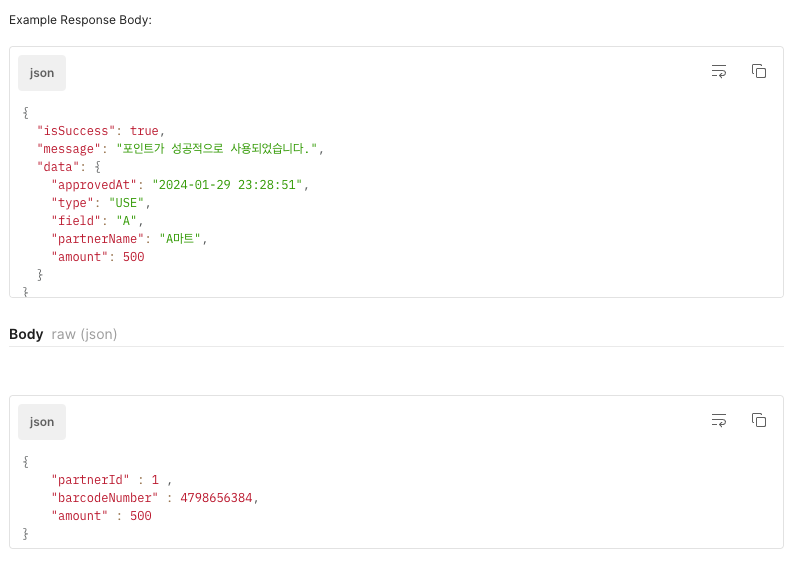 Example Response Body:
json
{
  "isSuccess": true,
  "message": "포인트가 성공적으로 사용되었습니다.",
  "data": {
    "approvedAt": "2024-01-29 23:28:51",
    "type": "USE",
    "field": "A",
    "partnerName": "A마트",
    "amount": 500
  }
}
Body raw (json)
json
{
    "partnerId" : 1 ,
    "barcodeNumber" : 4798656384,
    "amount" : 500
}